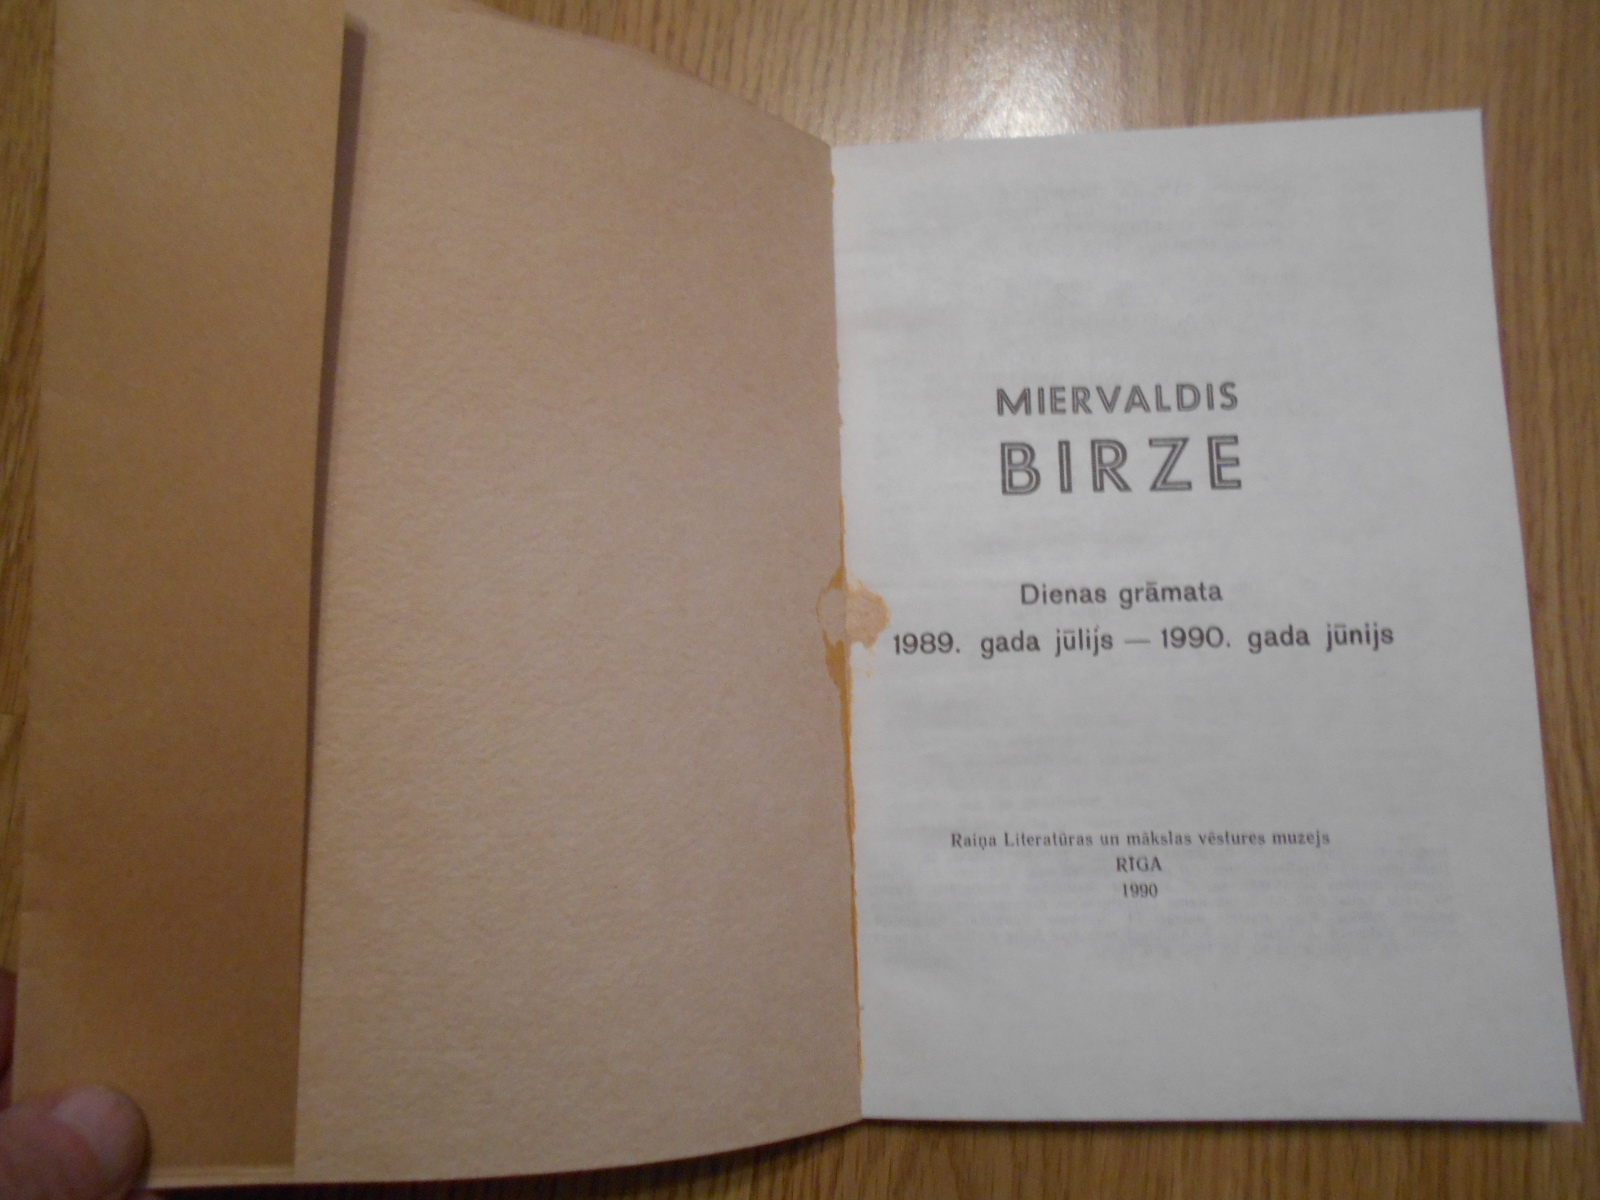 MIERVALDIS
BIRZE
Dienas grāmata
1989. gada jūlijs — 1990. gada jūnijs
Raiņa Literatūras un mākslas vēstures muzejs
RĪGA
1990